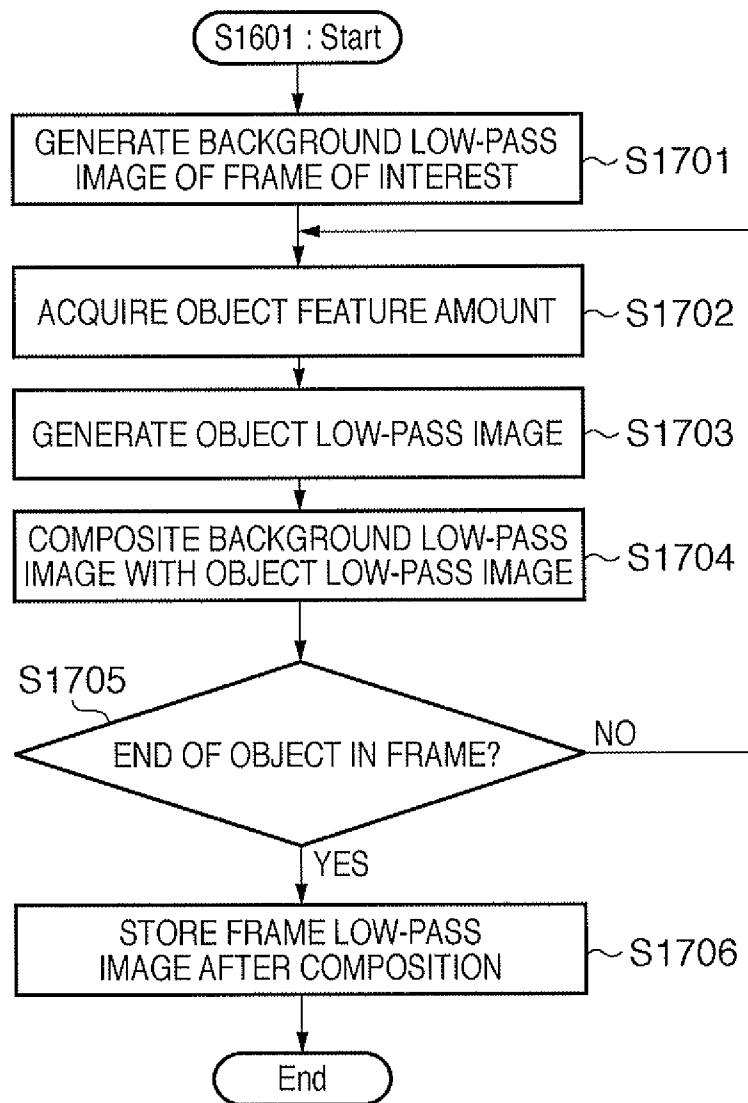 S1601 : Start
GENERATE BACKGROUND LOW-PASS
IMAGE OF FRAME OF INTEREST
S1701
ACQUIRE OBJECT FEATURE AMOUNT
S1702
GENERATE OBJECT LOW-PASS IMAGE
S1703
COMPOSITE BACKGROUND LOW-PASS
IMAGE WITH OBJECT LOW-PASS IMAGE
S1704
S1705
END OF OBJECT IN FRAME?
NO
YES
STORE FRAME LOW-PASS
IMAGE AFTER COMPOSITION
S1706
End